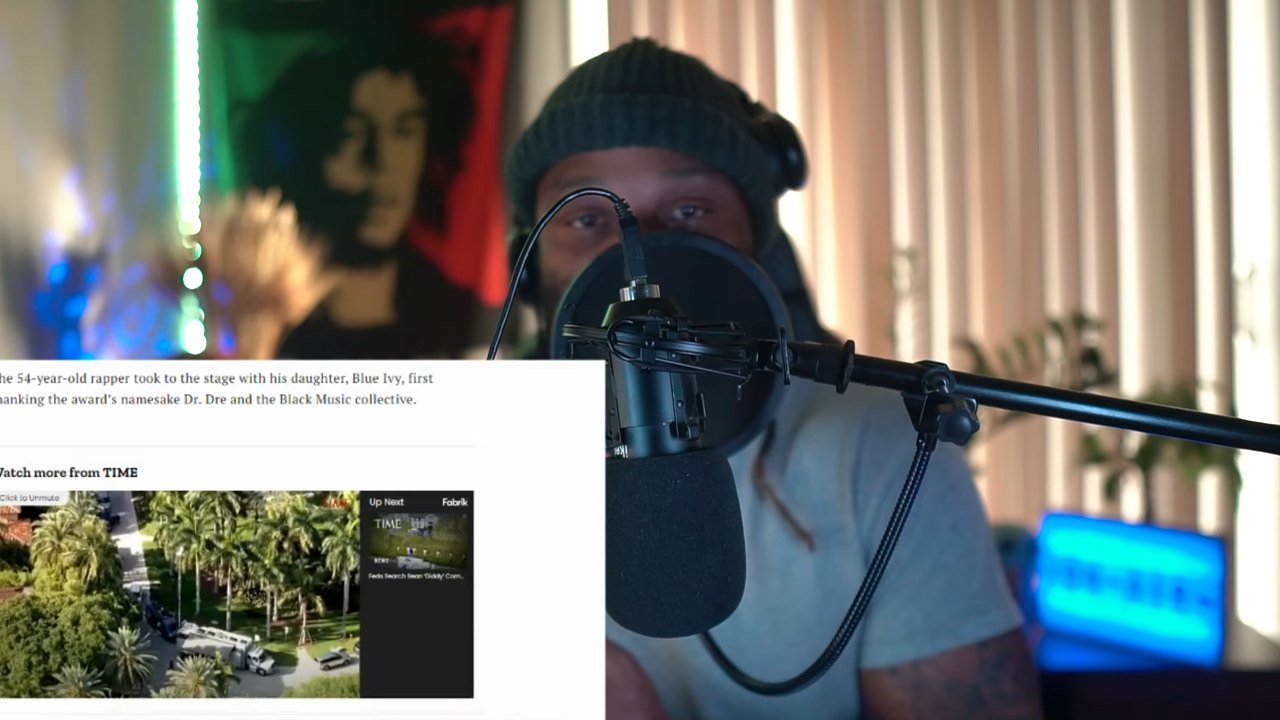 he 54-year-old rapper took to the stage with his daughter, Blue Ivy, first
hanking the award's namesake Dr. Dre and the Black Music collective.
Watch more from TIME
Click to Unmute
TIME
Up Next
Fabrik
TIME
NEWS
Feds Search Sean 'Diddy' Com...